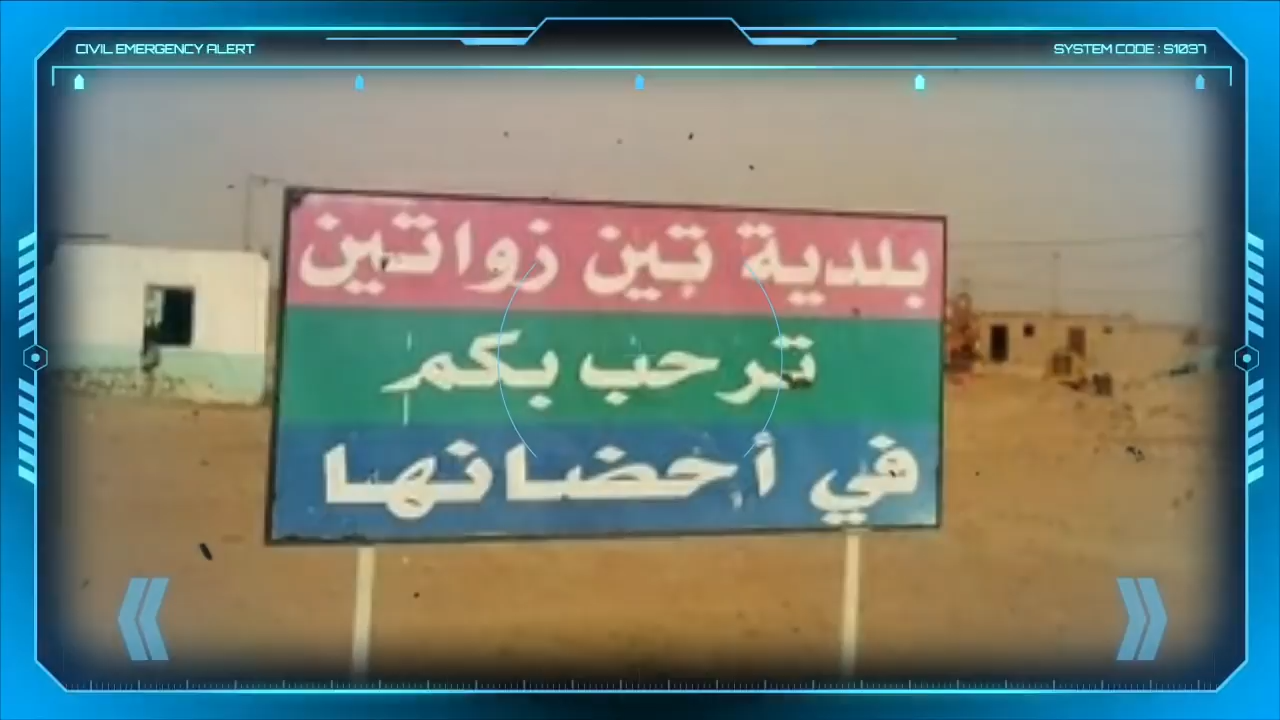 CIVIL EMERGENCY ALERT
SYSTEM CODE : S1037
بلدية تين زواتين
ترحب بكم
في أحضانها